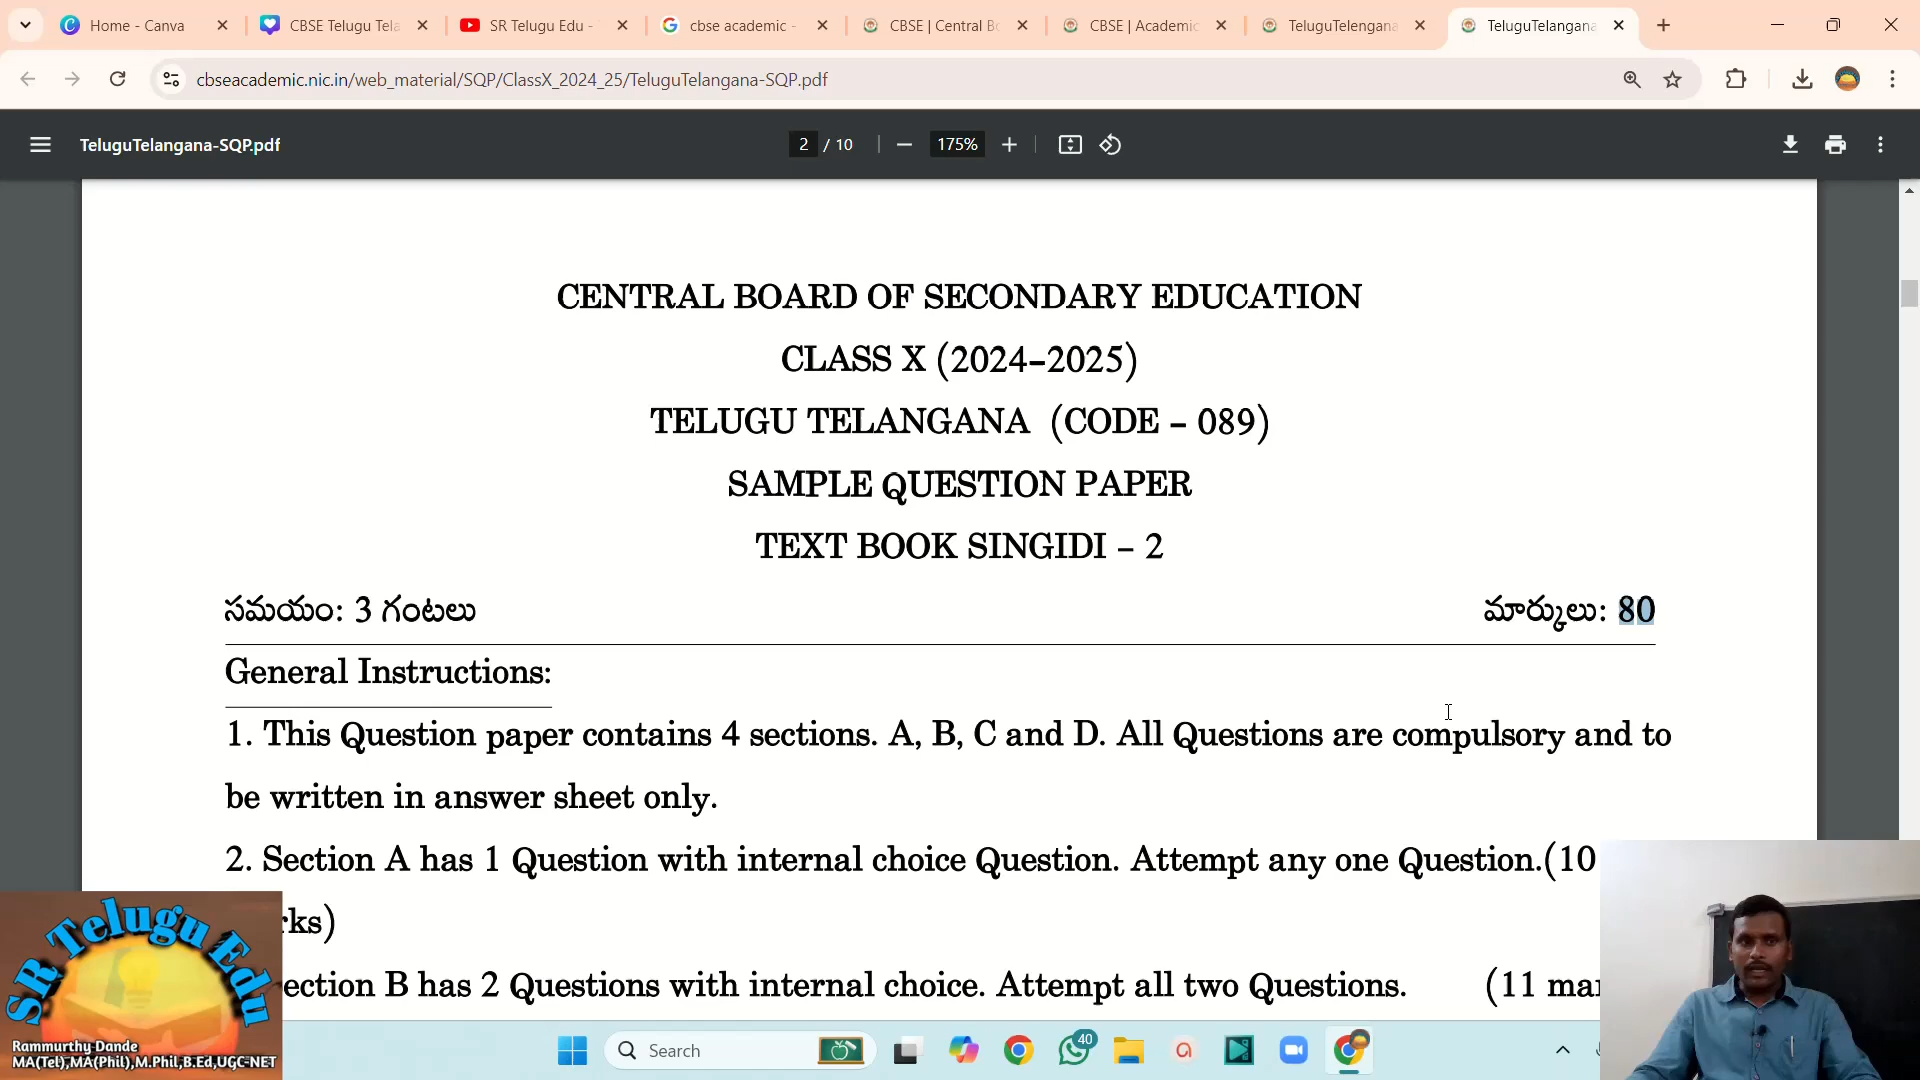 Home - Canva
CBSE Telugu Tela
SR Telugu Edu -
cbse academic -
CBSE | Central Bo
CBSE | Academic
TeluguTelengana
TeluguTelangana
cbseacademic.nic.in/web_material/SQP/ClassX_2024_25/TeluguTelangana-SQP.pdf
TeluguTelangana-SQP.pdf
2 / 10
175%
CENTRAL BOARD OF SECONDARY EDUCATION
CLASS X (2024-2025)
TELUGU TELANGANA (CODE - 089)
SAMPLE QUESTION PAPER
TEXT BOOK SINGIDI - 2
సమయం: 3 గంటలు మార్కులు: 80
General Instructions:
1. This Question paper contains 4 sections. A, B, C and D. All Questions are compulsory and to
be written in answer sheet only.
2. Section A has 1 Question with internal choice Question. Attempt any one Question.(10
rks)
ection B has 2 Questions with internal choice. Attempt all two Questions. (11 mar
SR Telugu Edu
Rammurthy Dande
MA(Tel),MA(Phil),M.Phil,B.Ed,UGC-NET
Search
40